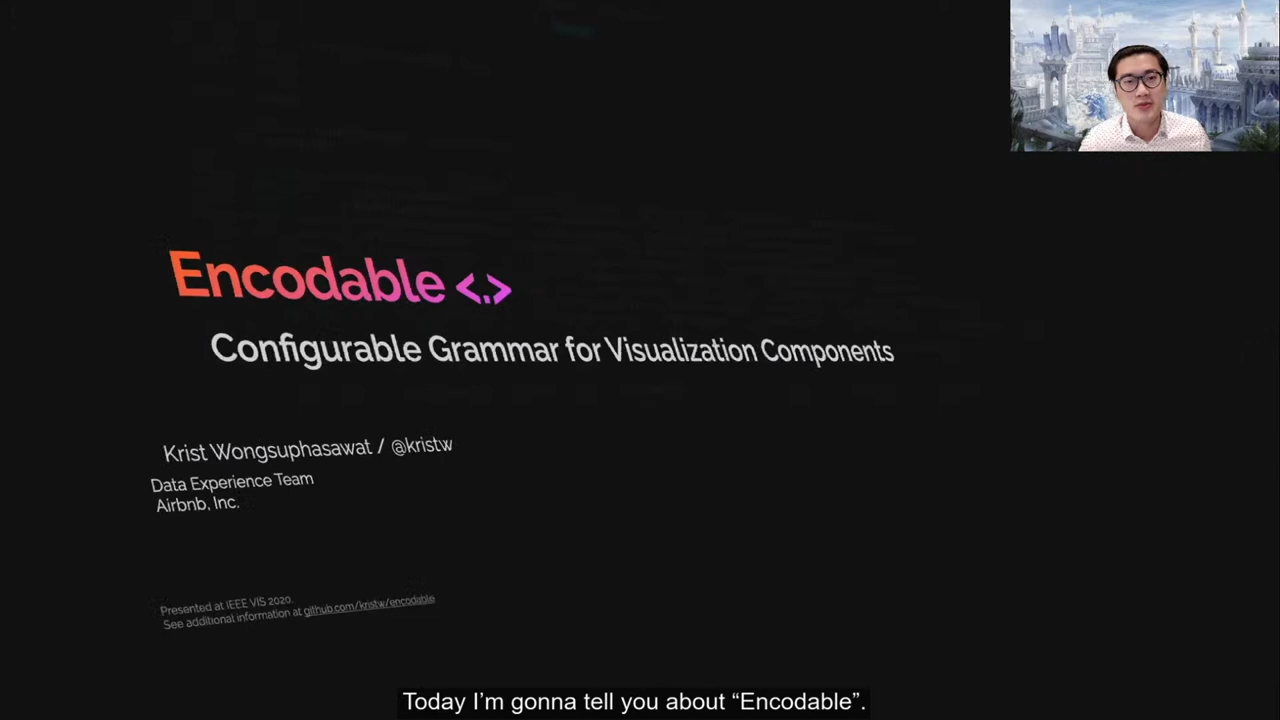 Encodable <.>
Configurable Grammar for Visualization Components
Krist Wongsuphasawat / @kristw
Data Experience Team
Airbnb, Inc.
Presented at IEEE VIS 2020.
See additional information at github.com/kristw/encodable
Today I’m gonna tell you about “Encodable”.